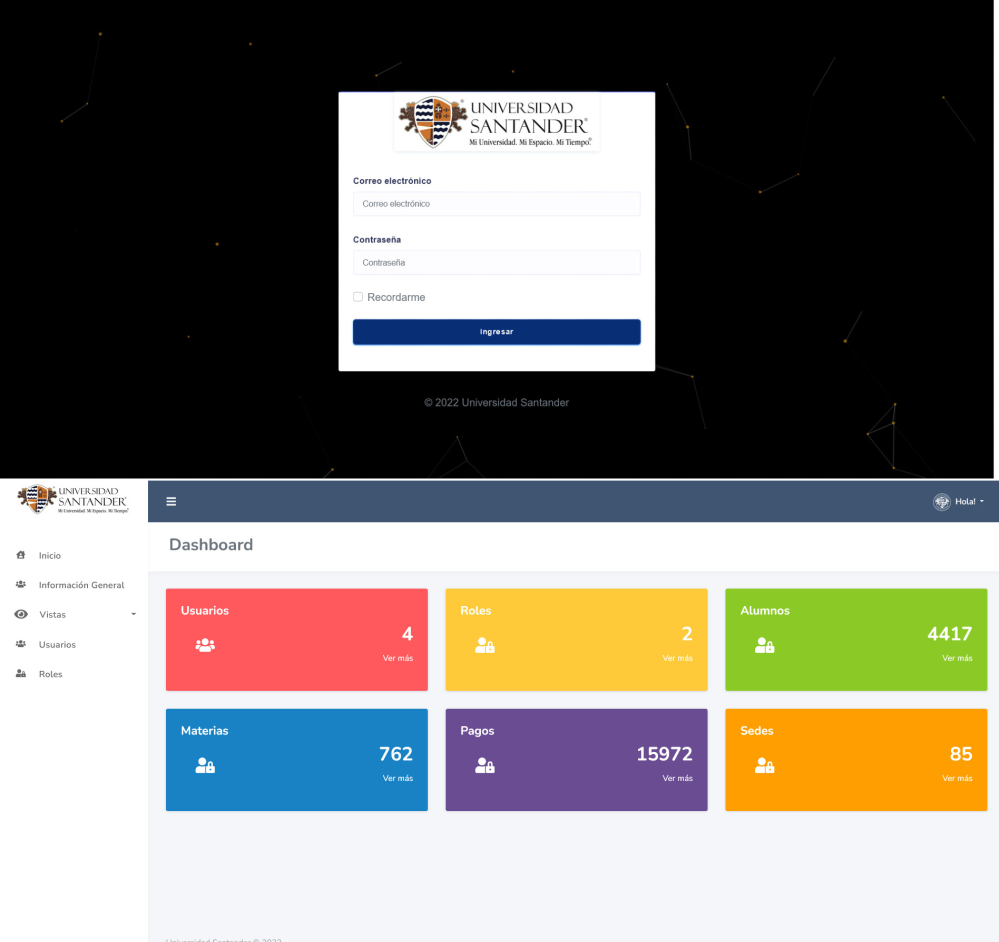 UNIVERSIDAD
SANTANDER®
Mi Universidad. Mi Espacio. Mi Tiempo.®
Correo electrónico
Correo electrónico
Contraseña
Contraseña
Recordarme
Ingresar
© 2022 Universidad Santander
UNIVERSIDAD
SANTANDER®
Mi Universidad. Mi Espacio. Mi Tiempo.®
Hola!
Inicio
Información General
Vistas
Usuarios
Roles
Dashboard
Usuarios
4
Ver más
Roles
2
Ver más
Alumnos
4417
Ver más
Materias
762
Ver más
Pagos
15972
Ver más
Sedes
85
Ver más
Universidad Santander © 2022